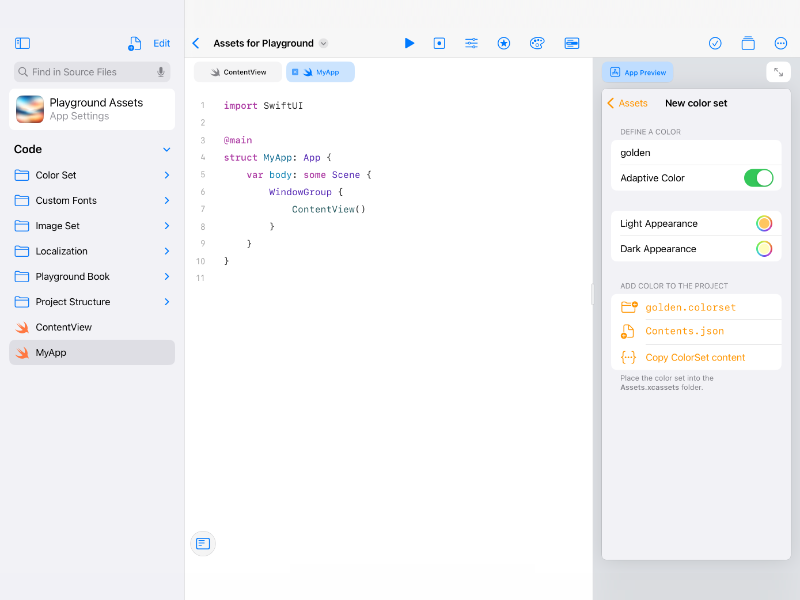 Edit
Find in Source Files
Playground Assets
App Settings
Code
Color Set
Custom Fonts
Image Set
Localization
Playground Book
Project Structure
ContentView
MyApp
Assets for Playground
ContentView
MyApp
1 import SwiftUI
2
3 @main
4 struct MyApp: App {
5 var body: some Scene {
6 WindowGroup {
7 ContentView()
8 }
9 }
10 }
11
App Preview
Assets
New color set
DEFINE A COLOR
golden
Adaptive Color
Light Appearance
Dark Appearance
ADD COLOR TO THE PROJECT
golden.colorset
Contents.json
Copy ColorSet content
Place the color set into the
Assets.xcassets folder.